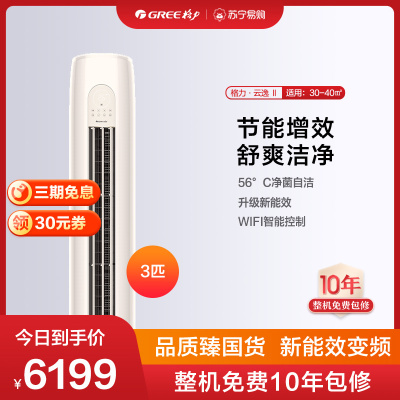 GREE格力 苏宁易购
格力·云逸 II 适用：30-40㎡
节能增效
舒爽洁净
56°C净菌自洁
升级新能效
WIFI智能控制
三期免息
领 30元券
3匹
10年
整机免费包修
今日到手价
¥6199
品质臻国货 新能效变频
整机免费10年包修